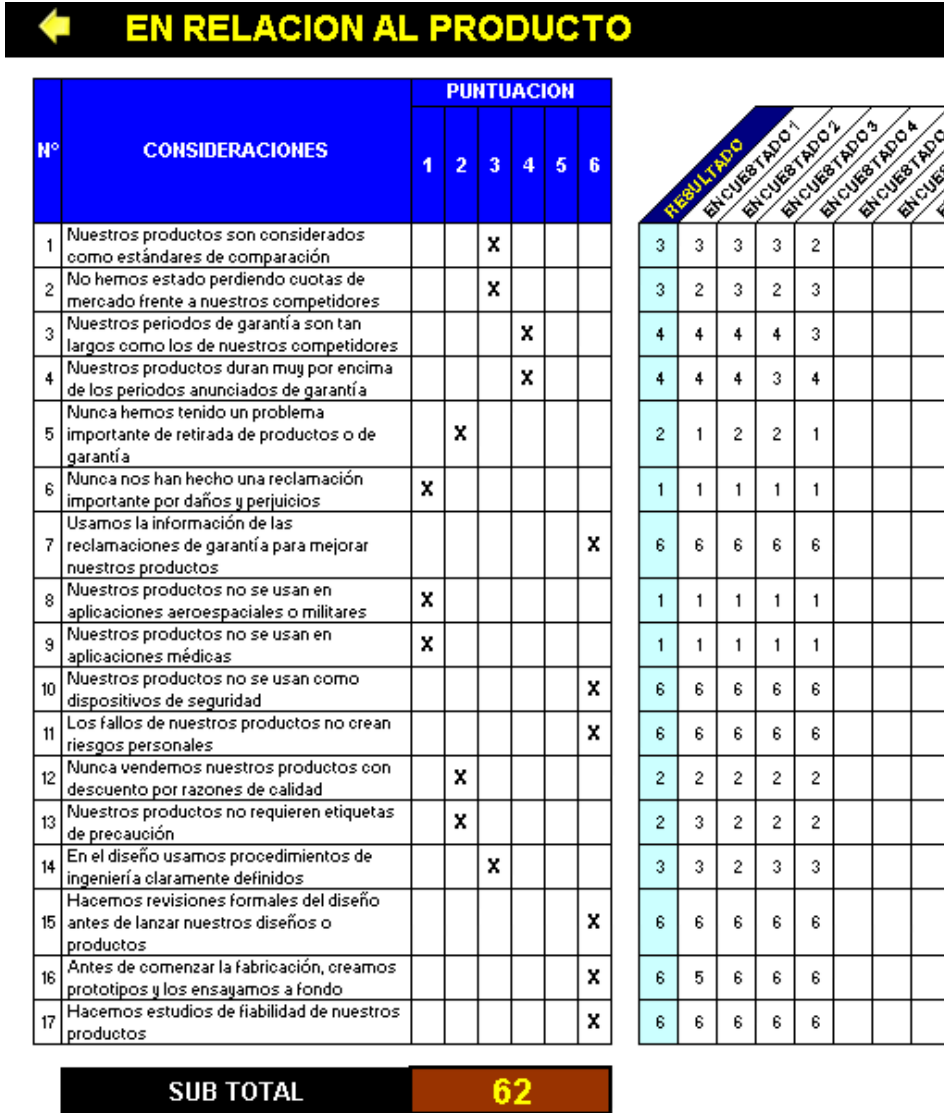 EN RELACION AL PRODUCTO
PUNTUACION
Nº CONSIDERACIONES 1 2 3 4 5 6
RESULTADO
ENCUESTADO 1
ENCUESTADO 2
ENCUESTADO 3
ENCUESTADO 4
ENCUESTADO
1 Nuestros productos son considerados
como estándares de comparación X 3 3 3 3 2
2 No hemos estado perdiendo cuotas de
mercado frente a nuestros competidores X 3 2 3 2 3
3 Nuestros periodos de garantía son tan
largos como los de nuestros competidores X 4 4 4 4 3
4 Nuestros productos duran muy por encima
de los periodos anunciados de garantía X 4 4 4 3 4
Nunca hemos tenido un problema
5 importante de retirada de productos o de X 2 1 2 2 1
garantía
6 Nunca nos han hecho una reclamación
importante por daños y perjuicios X 1 1 1 1 1
Usamos la información de las
7 reclamaciones de garantía para mejorar X 6 6 6 6 6
nuestros productos
8 Nuestros productos no se usan en
aplicaciones aeroespaciales o militares X 1 1 1 1 1
9 Nuestros productos no se usan en
aplicaciones médicas X 1 1 1 1 1
10 Nuestros productos no se usan como
dispositivos de seguridad X 6 6 6 6 6
11 Los fallos de nuestros productos no crean
riesgos personales X 6 6 6 6 6
12 Nunca vendemos nuestros productos con
descuento por razones de calidad X 2 2 2 2 2
13 Nuestros productos no requieren etiquetas
de precaución X 2 3 2 2 2
14 En el diseño usamos procedimientos de
ingeniería claramente definidos X 3 3 2 3 3
Hacemos revisiones formales del diseño
15 antes de lanzar nuestros diseños o X 6 6 6 6 6
productos
16 Antes de comenzar la fabricación, creamos
prototipos y los ensayamos a fondo X 6 5 6 6 6
17 Hacemos estudios de fiabilidad de nuestros
productos X 6 6 6 6 6
SUB TOTAL 62